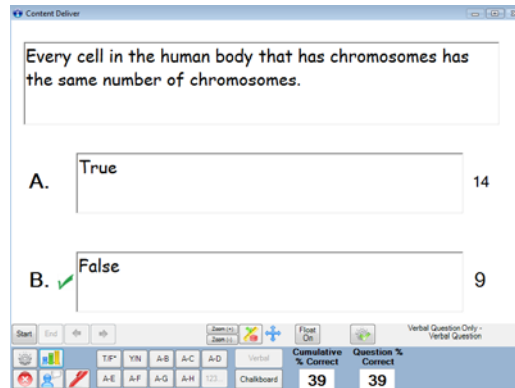 Content Deliver
Every cell in the human body that has chromosomes has
the same number of chromosomes.
A.
True
14
B.
False
9
Start End
Zoom (+)
Zoom (-)
Float
On
Verbal Question Only -
Verbal Question
T/F* Y/N A-B A-C A-D Verbal
A-E A-F A-G A-H 123... Chalkboard
Cumulative
% Correct
39
Question %
Correct
39